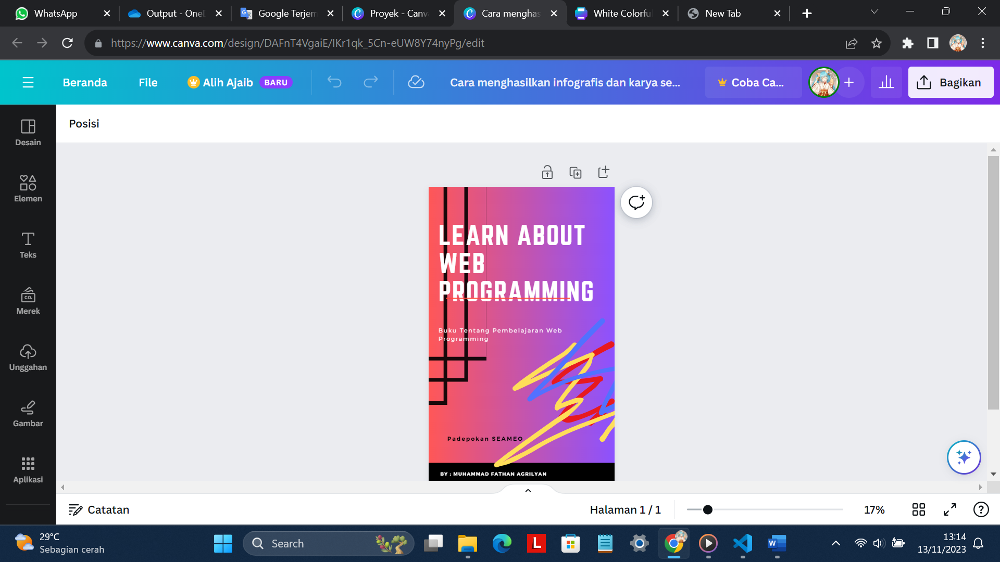 WhatsApp
Output - One
Google Terjem
Proyek - Canv
Cara menghas
White Colorfu
New Tab
https://www.canva.com/design/DAFnT4VgaiE/IKr1qk_5Cn-eUW8Y74nyPg/edit
Beranda
File
Alih Ajaib
BARU
Cara menghasilkan infografis dan karya se...
Coba Ca...
Bagikan
Posisi
Desain
Elemen
Teks
CO.
Merek
Unggahan
Gambar
Aplikasi
LEARN ABOUT
WEB
PROGRAMMING
Buku Tentang Pembelajaran Web
Programming
Padepokan SEAMEO
BY : MUHAMMAD FATHAN AGRILYAN
Catatan
Halaman 1 / 1
17%
29°C
Sebagian cerah
Search
L
W
13:14
13/11/2023